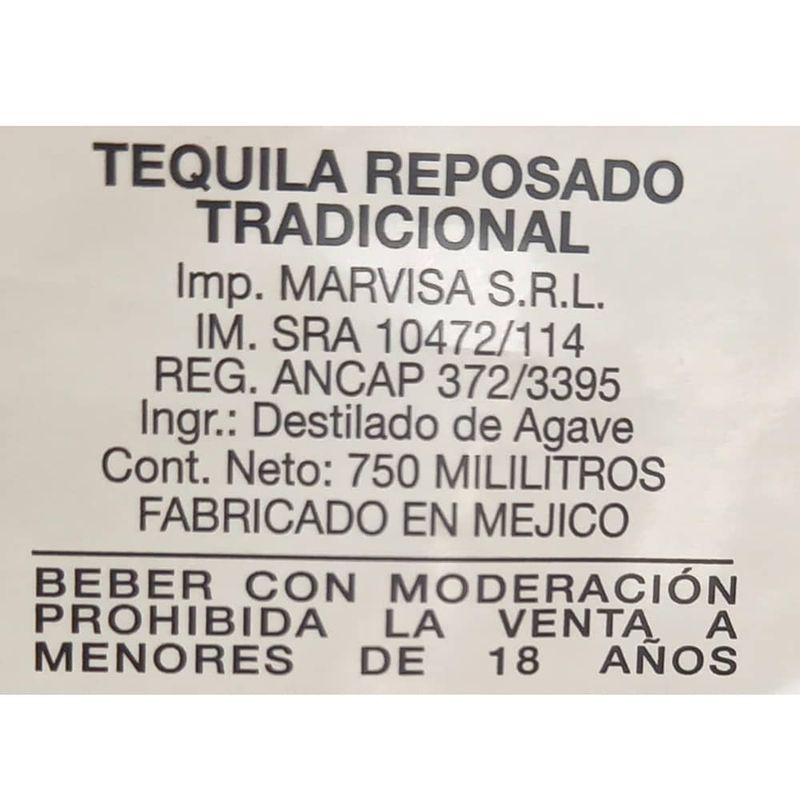 TEQUILA REPOSADO
TRADICIONAL
Imp. MARVISA S.R.L.
IM. SRA 10472/114
REG. ANCAP 372/3395
Ingr.: Destilado de Agave
Cont. Neto: 750 MILILITROS
FABRICADO EN MEJICO
BEBER CON MODERACIÓN
PROHIBIDA LA VENTA A
MENORES DE 18 AÑOS